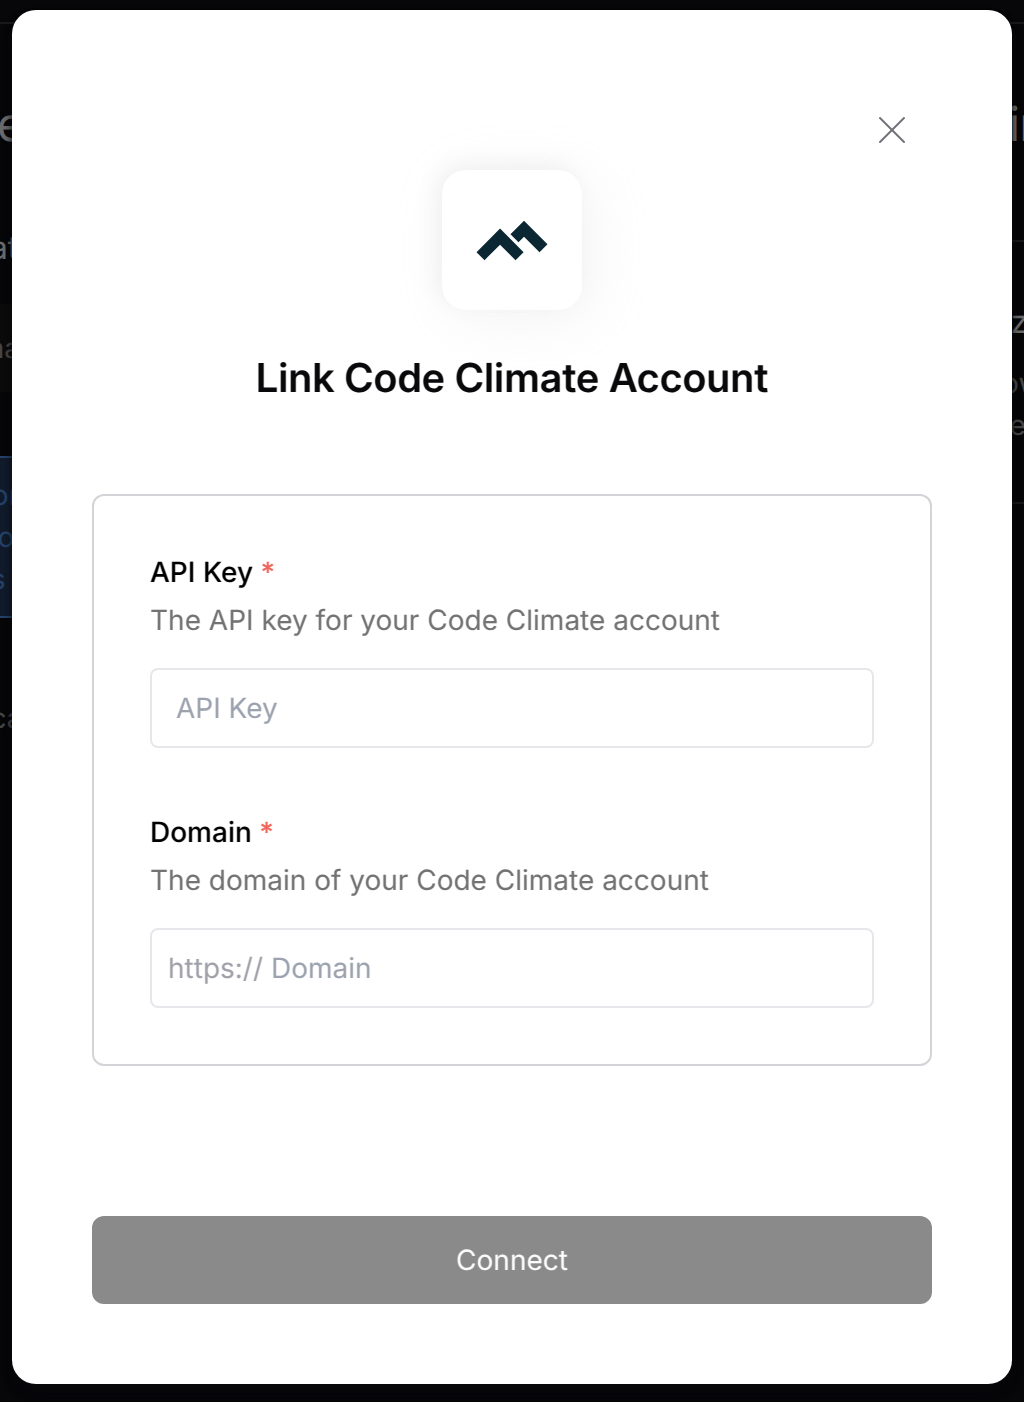 Link Code Climate Account
API Key *
The API key for your Code Climate account
API Key
Domain *
The domain of your Code Climate account
https:// Domain
Connect